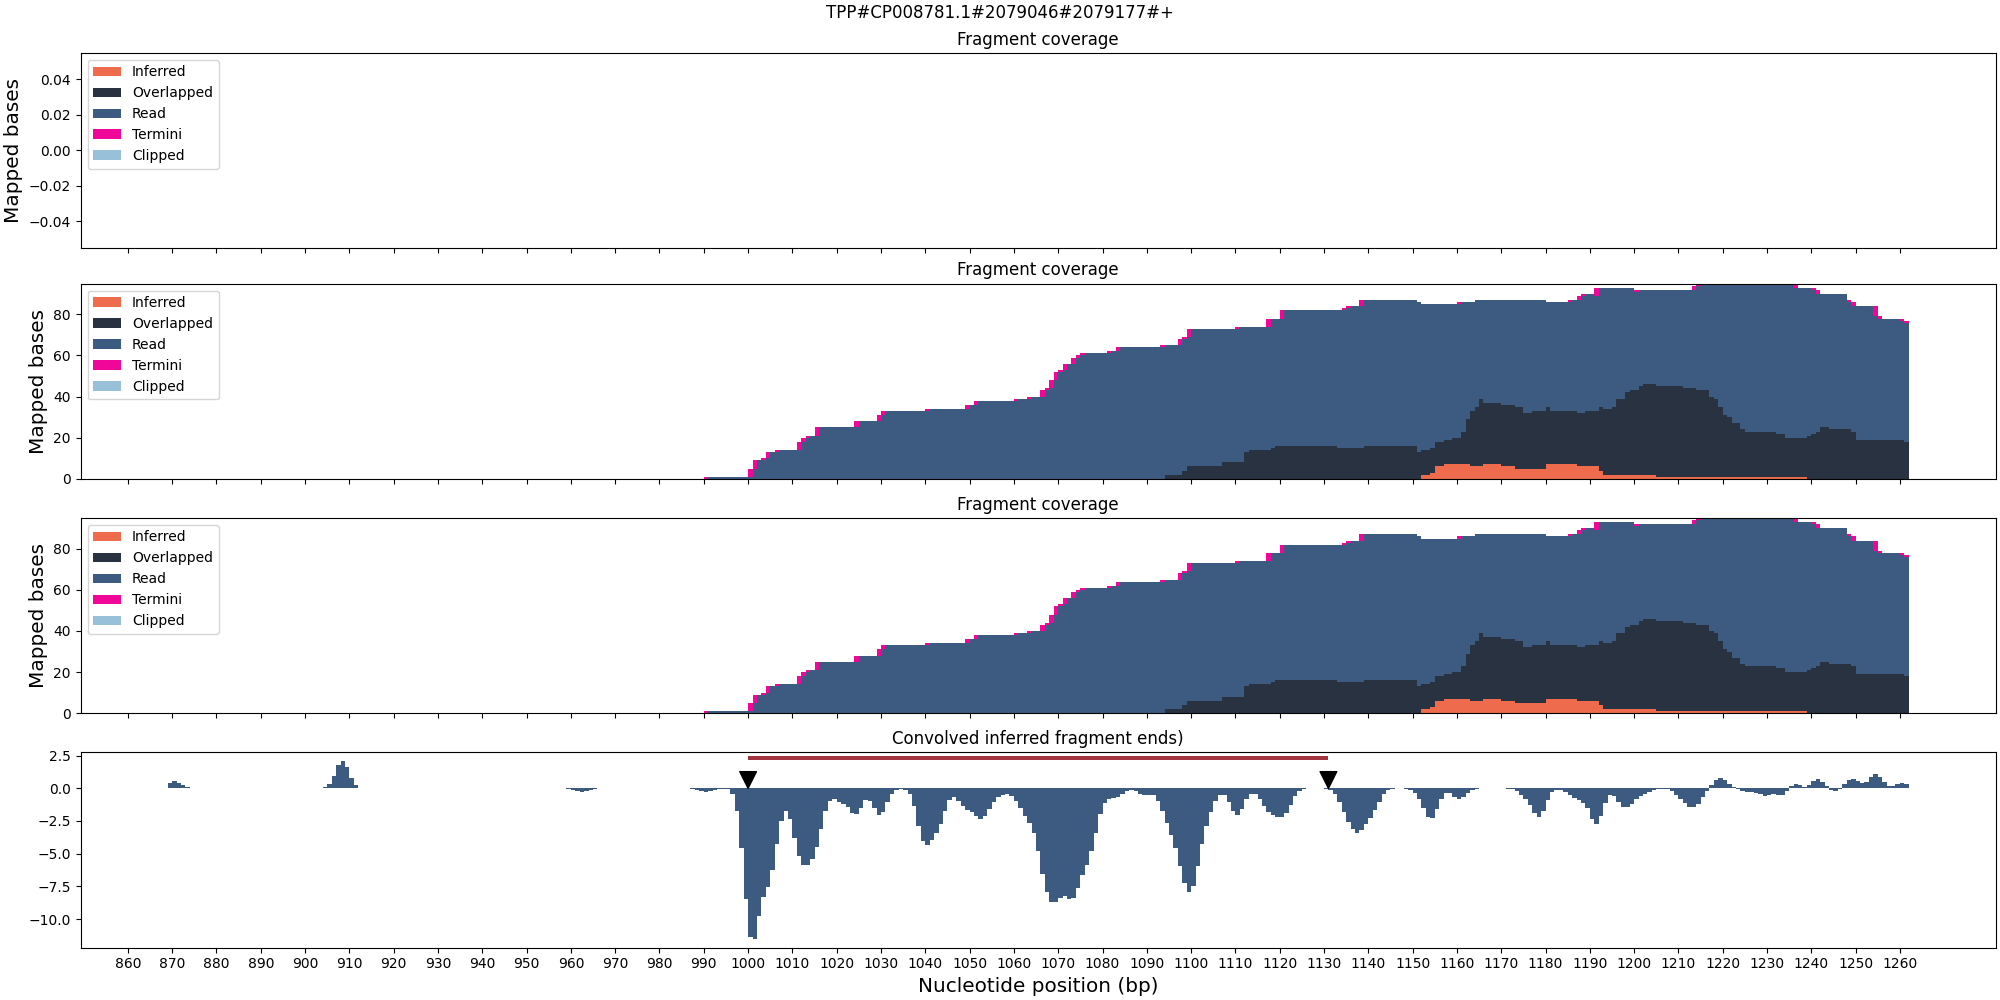 TPP#CP008781.1#2079046#2079177#+
Fragment coverage
Mapped bases
0.04
0.02
0.00
−0.02
−0.04
Inferred
Overlapped
Read
Termini
Clipped
Fragment coverage
Mapped bases
80
60
40
20
0
Inferred
Overlapped
Read
Termini
Clipped
Fragment coverage
Mapped bases
80
60
40
20
0
Inferred
Overlapped
Read
Termini
Clipped
Convolved inferred fragment ends)
2.5
0.0
−2.5
−5.0
−7.5
−10.0
860 870 880 890 900 910 920 930 940 950 960 970 980 990 1000 1010 1020 1030 1040 1050 1060 1070 1080 1090 1100 1110 1120 1130 1140 1150 1160 1170 1180 1190 1200 1210 1220 1230 1240 1250 1260
Nucleotide position (bp)